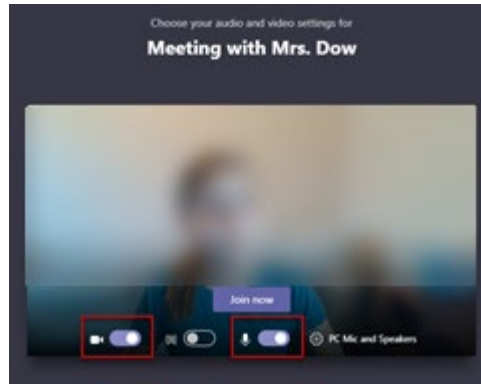 Choose your audio and video settings for
Meeting with Mrs. Dow
Join now
PC Mic and Speakers